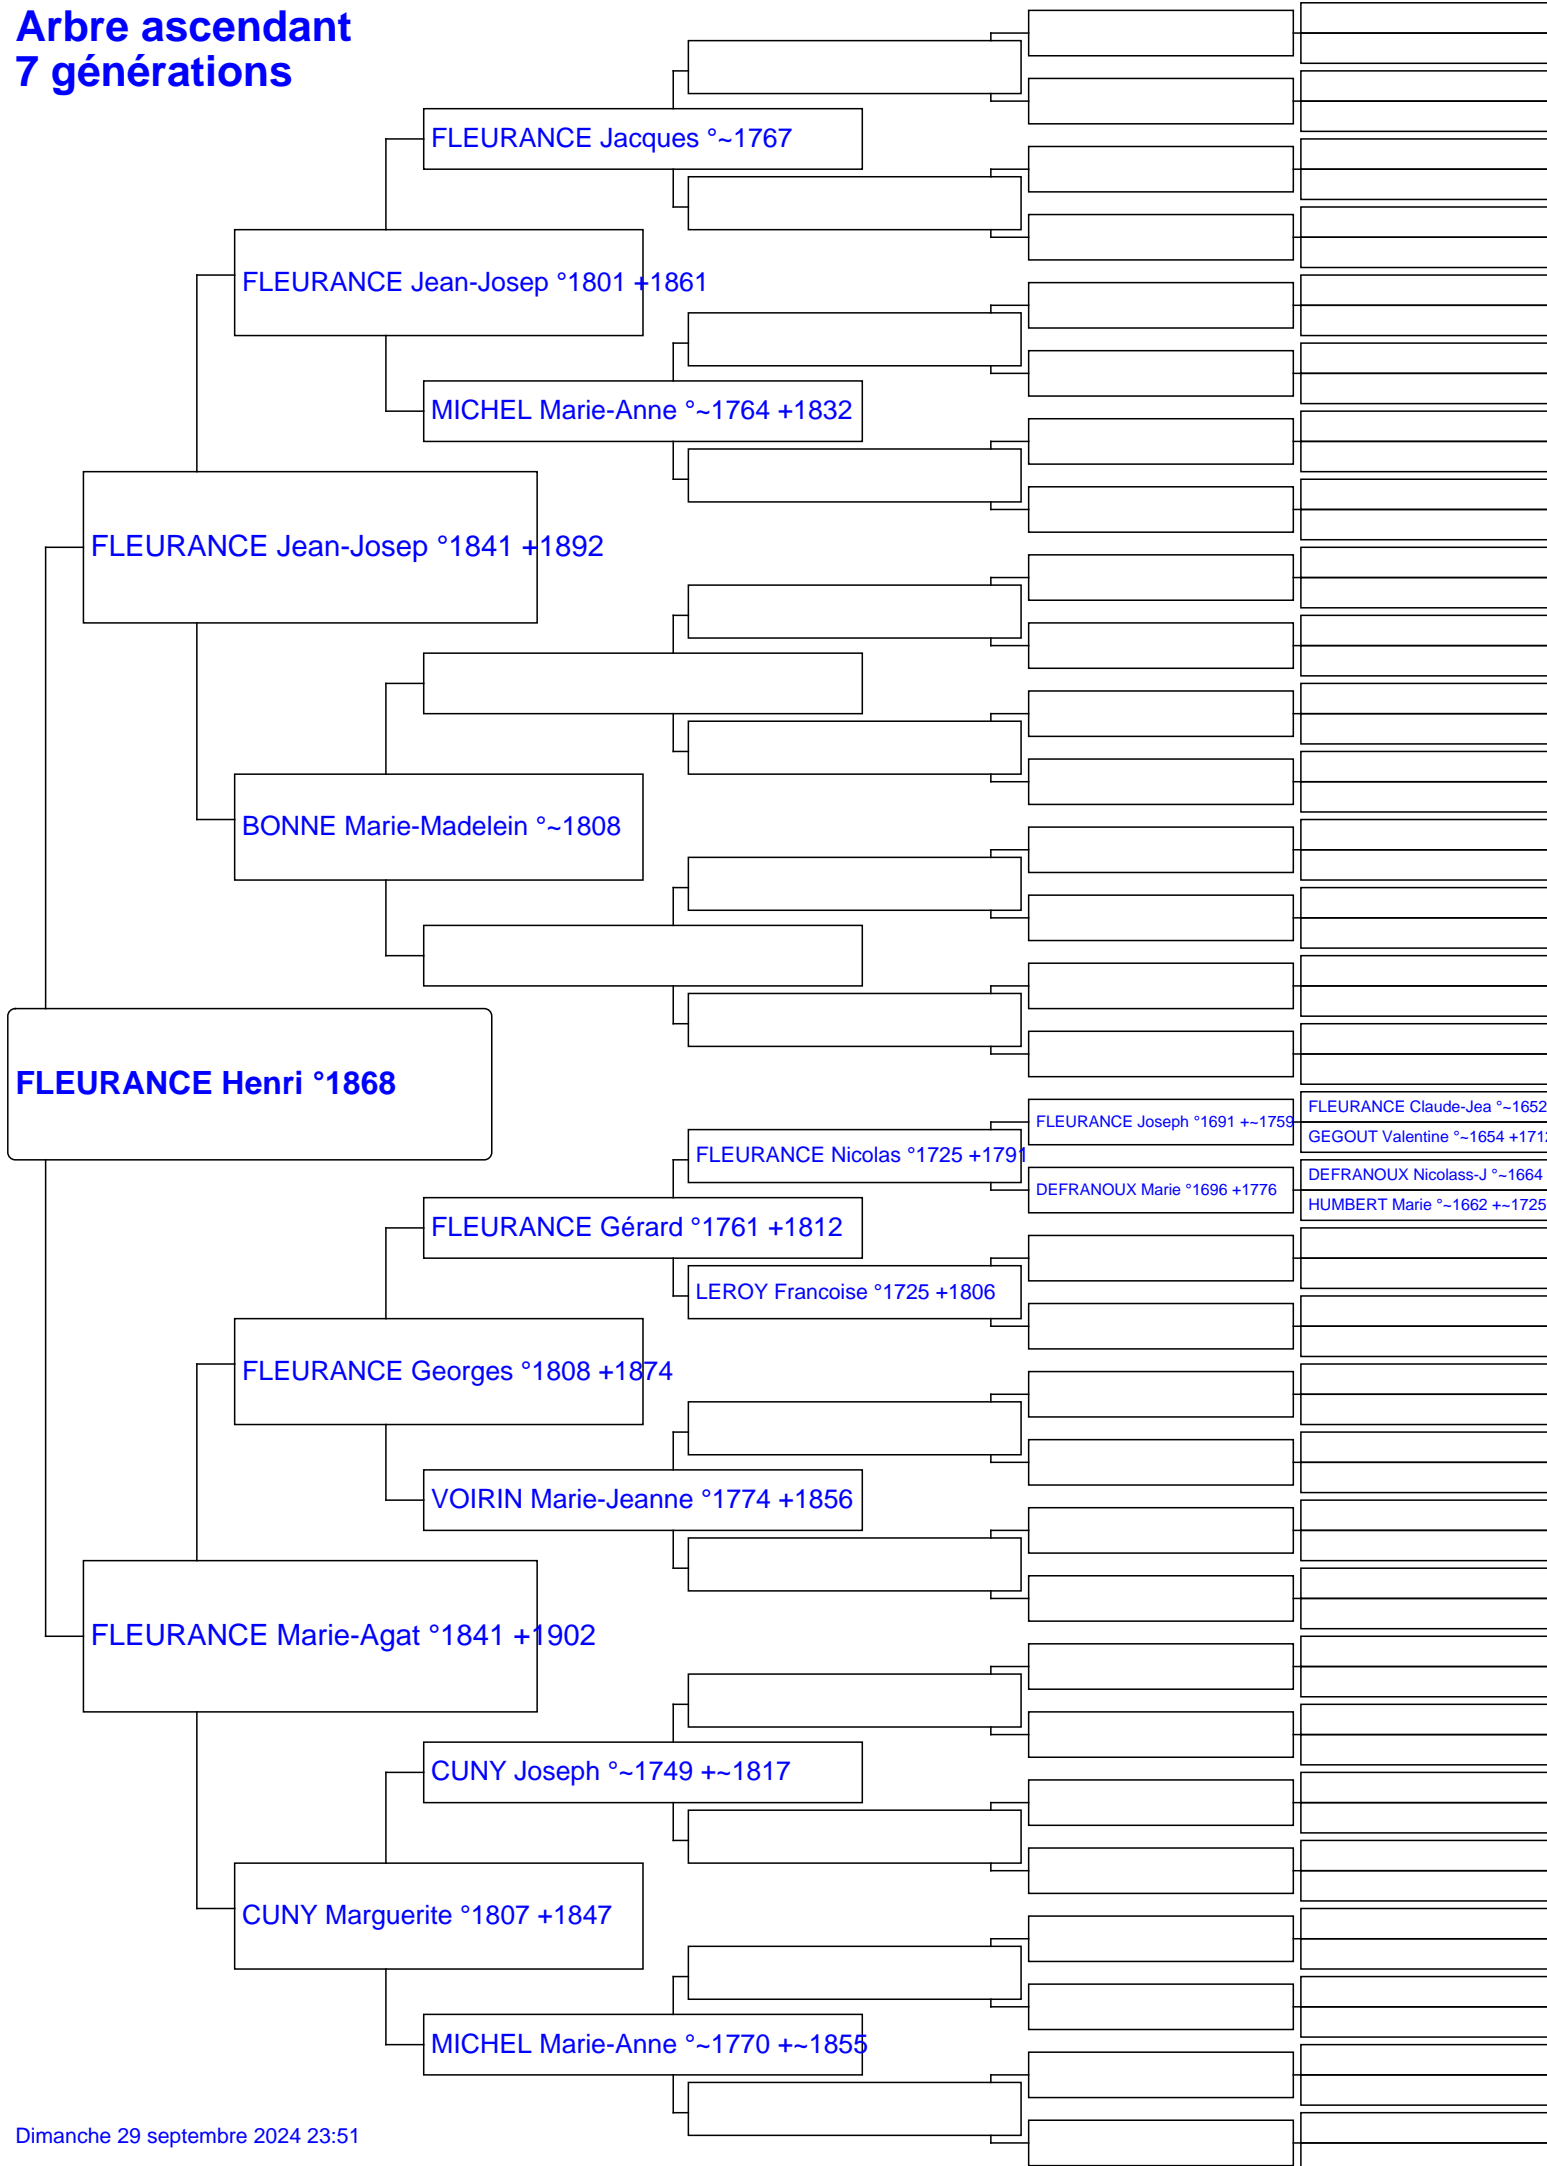 Arbre ascendant
7 générations
FLEURANCE Jacques °~1767
FLEURANCE Jean-Josep °1801 +1861
MICHEL Marie-Anne °~1764 +1832
FLEURANCE Jean-Josep °1841 +1892
BONNE Marie-Madelein °~1808
FLEURANCE Henri °1868
FLEURANCE Claude-Jea °~1652
FLEURANCE Joseph °1691 +~1759
GEGOUT Valentine °~1654 +1712
FLEURANCE Nicolas °1725 +1791
DEFRANOUX Nicolass-J °~1664
DEFRANOUX Marie °1696 +1776
HUMBERT Marie °~1662 +~1725
FLEURANCE Gérard °1761 +1812
LEROY Francoise °1725 +1806
FLEURANCE Georges °1808 +1874
VOIRIN Marie-Jeanne °1774 +1856
FLEURANCE Marie-Agat °1841 +1902
CUNY Joseph °~1749 +~1817
CUNY Marguerite °1807 +1847
MICHEL Marie-Anne °~1770 +~1855
Dimanche 29 septembre 2024 23:51